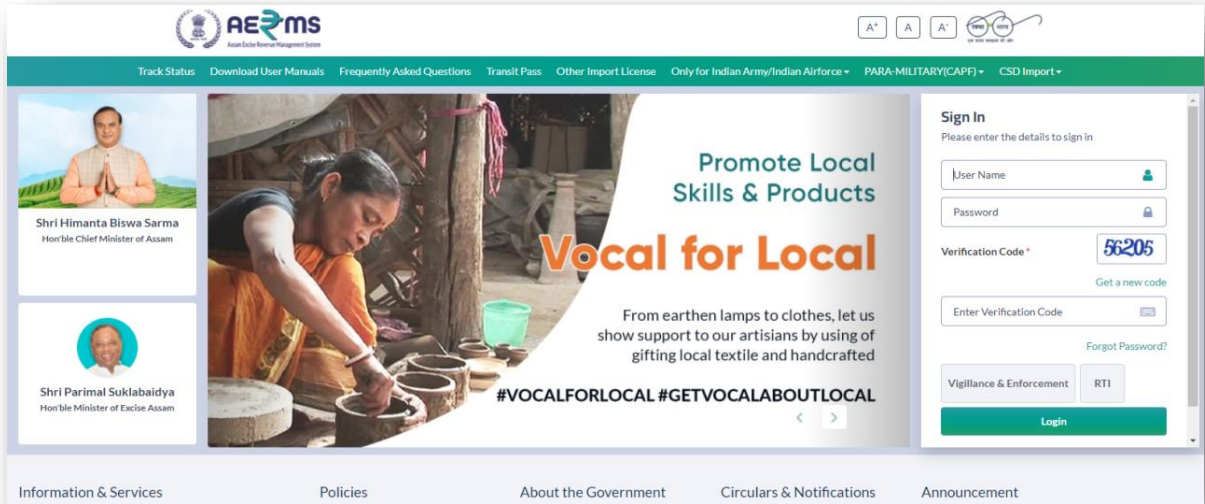 AERMS
Assam Excise Revenue Management System
A+ A A-
Track Status Download User Manuals Frequently Asked Questions Transit Pass Other Import License Only for Indian Army/Indian Airforce PARA-MILITARY(CAPF) CSD Import
Shri Himanta Biswa Sarma
Hon'ble Chief Minister of Assam
Shri Parimal Suklabaidya
Hon'ble Minister of Excise Assam
Promote Local
Skills & Products
Vocal for Local
From earthen lamps to clothes, let us
show support to our artisians by using of
gifting local textile and handcrafted
#VOCALFORLOCAL #GETVOCALABOUTLOCAL
< >
Sign In
Please enter the details to sign in
User Name
Password
Verification Code *
56205
Get a new code
Enter Verification Code
Forgot Password?
Vigillance & Enforcement RTI
Login
Information & Services Policies About the Government Circulars & Notifications Announcement